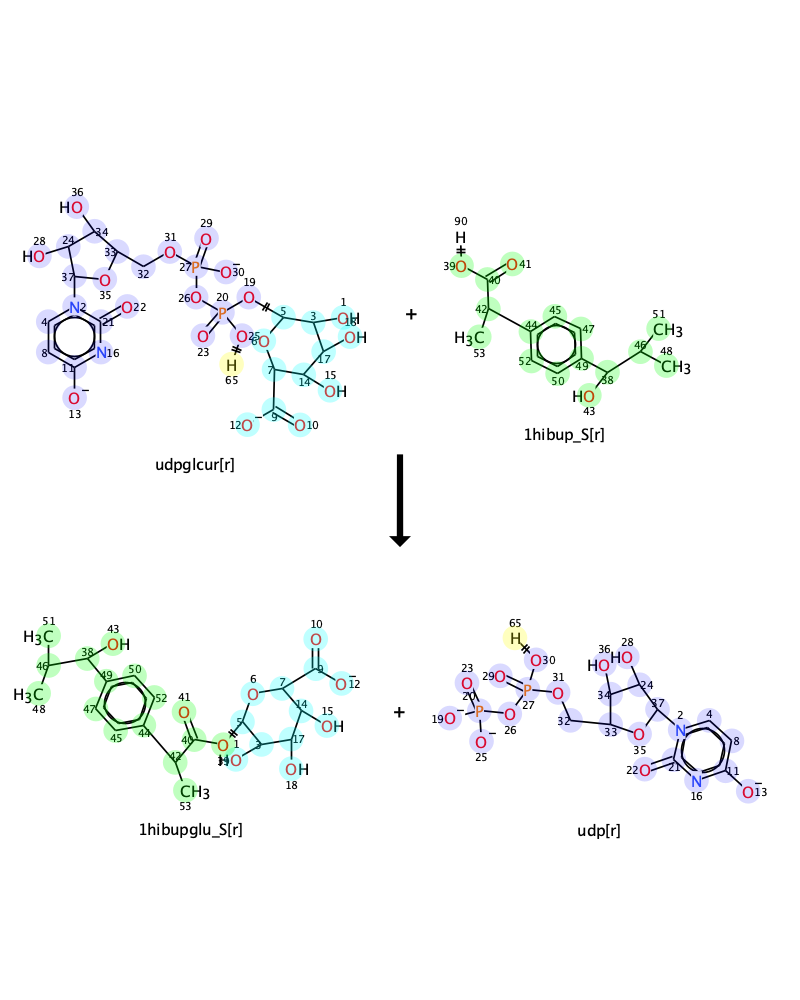 36
HO
34
29
28
HO
24
33
31
O
O
27
P
O
30
−
32
37
O
35
26
O
20
P
19
O
5
3
1
OH
N
2
O
22
4
21
N
16
8
11
O
−
13
O
23
O
25
H
65
6
O
18
OH
17
7
14
15
OH
9
12
O
−
O
10
+
90
H
39
O
40
O
41
42
H₃C
53
44
45
47
52
50
49
51
CH₃
46
48
CH₃
38
HO
43
udpglcur[r]
1hibup_S[r]
51
H₃C
46
H₃C
48
38
43
OH
49
50
47
52
45
44
41
O
40
42
O
39
CH₃
53
10
O
9
O
−
12
7
6
O
5
14
15
OH
17
3
1
HO
OH
18
+
65
H
O
30
23
O
29
O
P
27
31
O
20
P
19
O
−
O
26
O
−
25
32
36
HO
28
HO
34
24
37
33
O
35
2
N
4
8
11
21
22
O
N
16
O
−
13
1hibupglu_S[r]
udp[r]